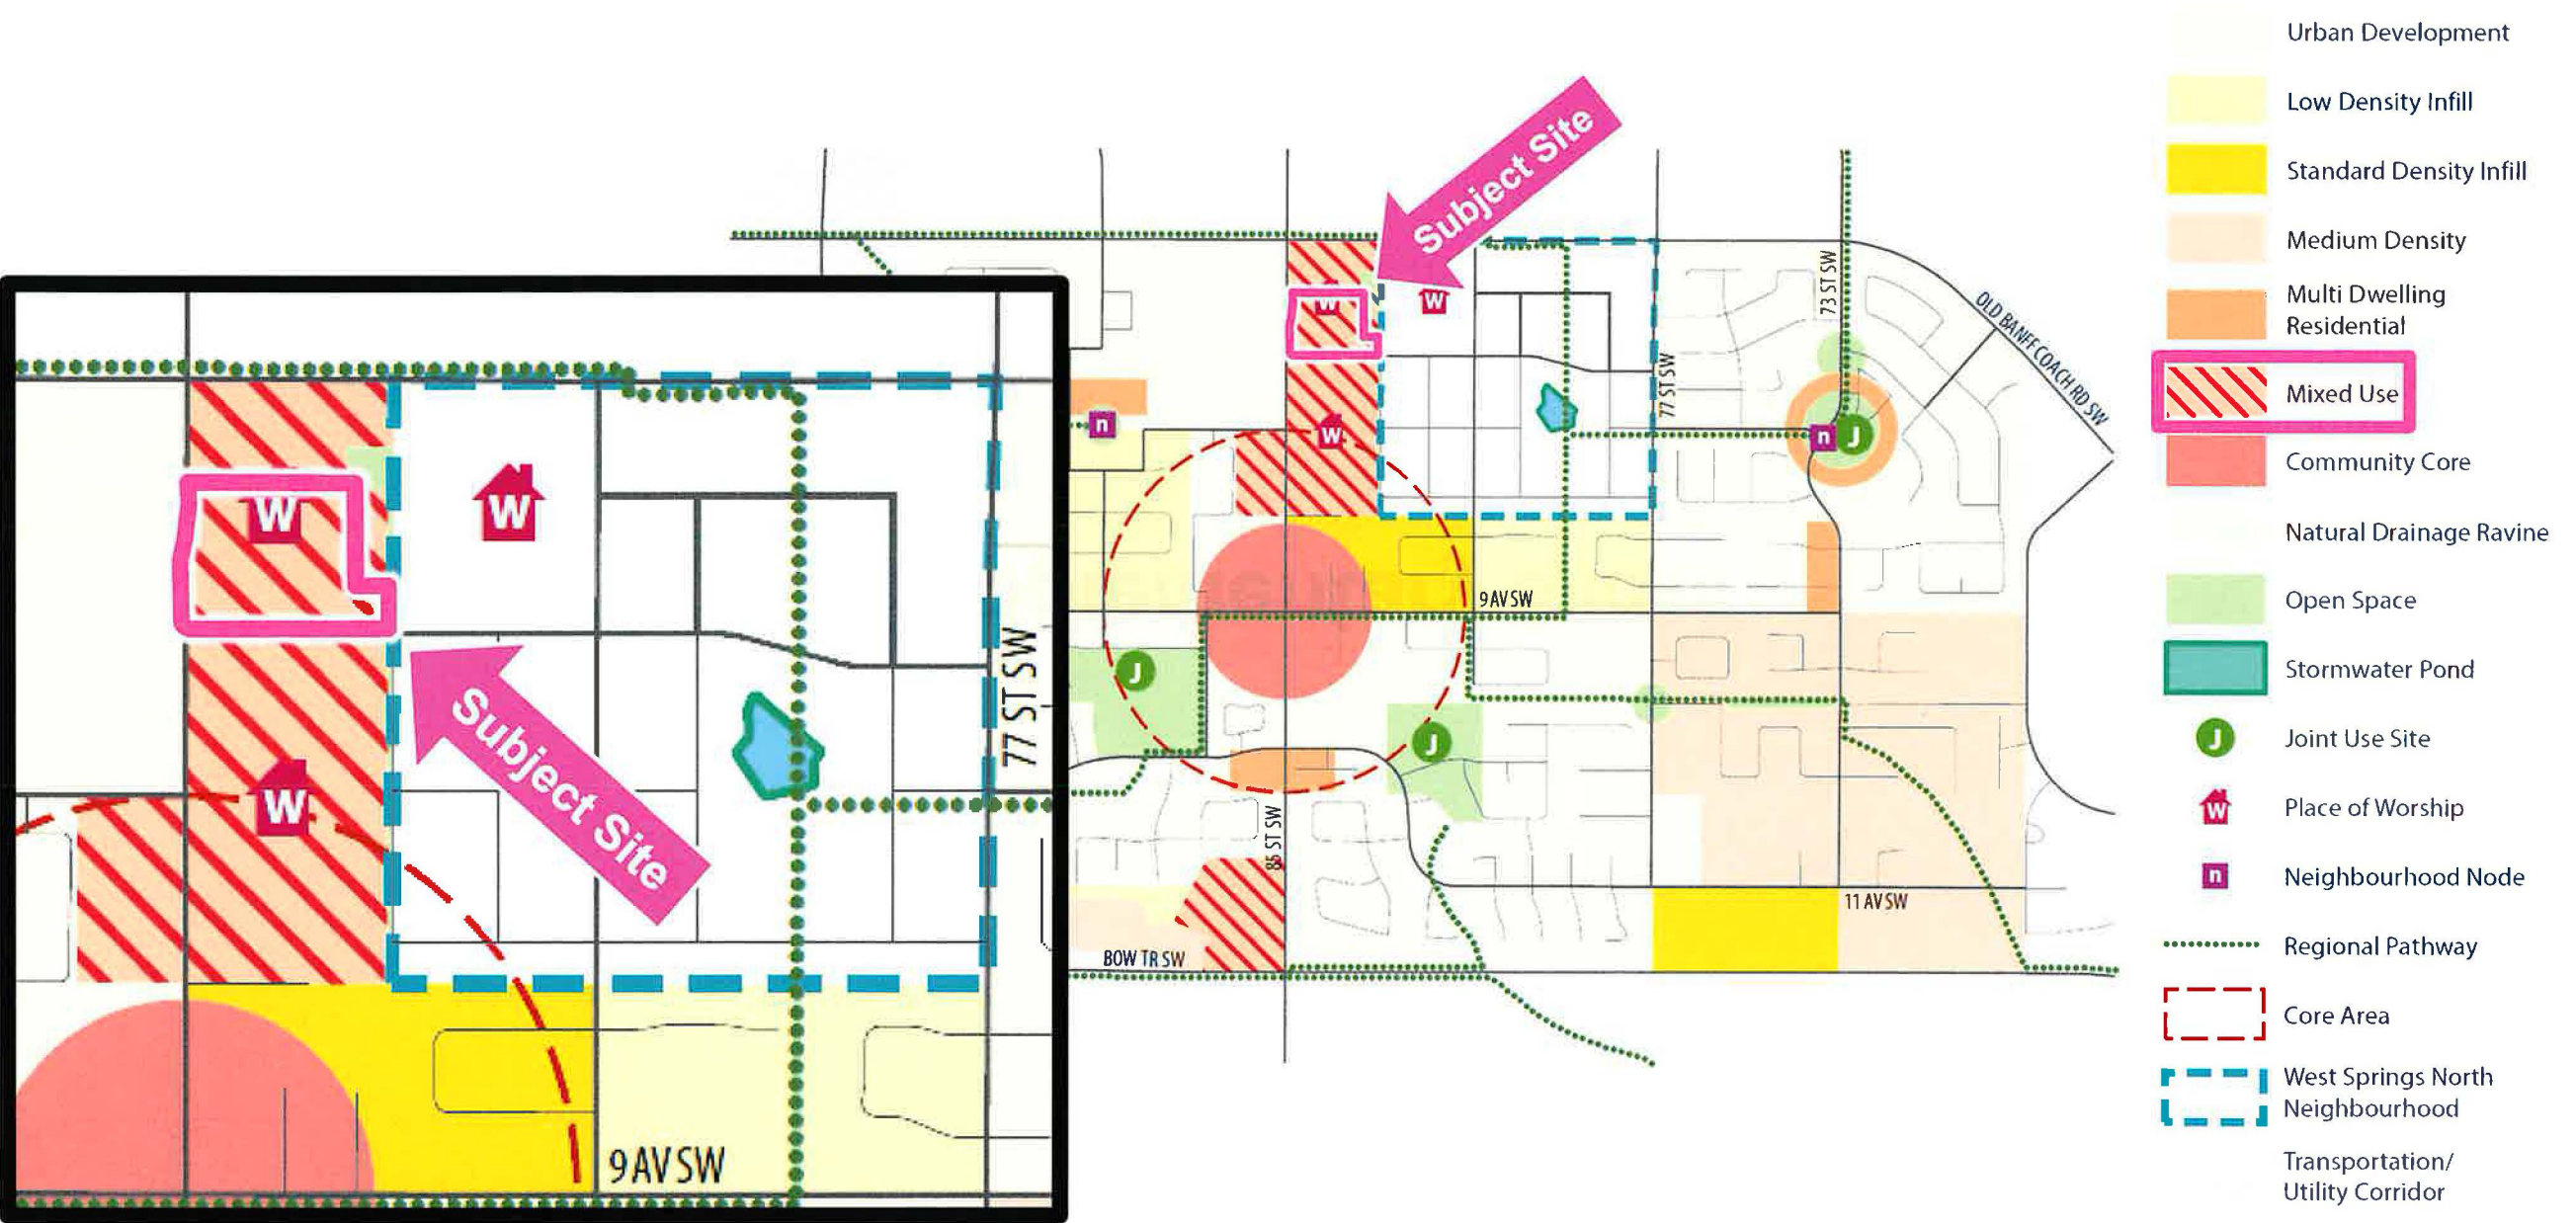 Subject Site
W
W
W
n
n
J
73 ST SW
OLD BANFF COACH RD SW
77 ST SW
9 AV SW
J
J
85 ST SW
11 AV SW
BOW TR SW
W
W
W
77 ST SW
Subject Site
9 AV SW
Urban Development
Low Density Infill
Standard Density Infill
Medium Density
Multi Dwelling
Residential
Mixed Use
Community Core
Natural Drainage Ravine
Open Space
Stormwater Pond
J Joint Use Site
W Place of Worship
n Neighbourhood Node
Regional Pathway
Core Area
West Springs North
Neighbourhood
Transportation/
Utility Corridor